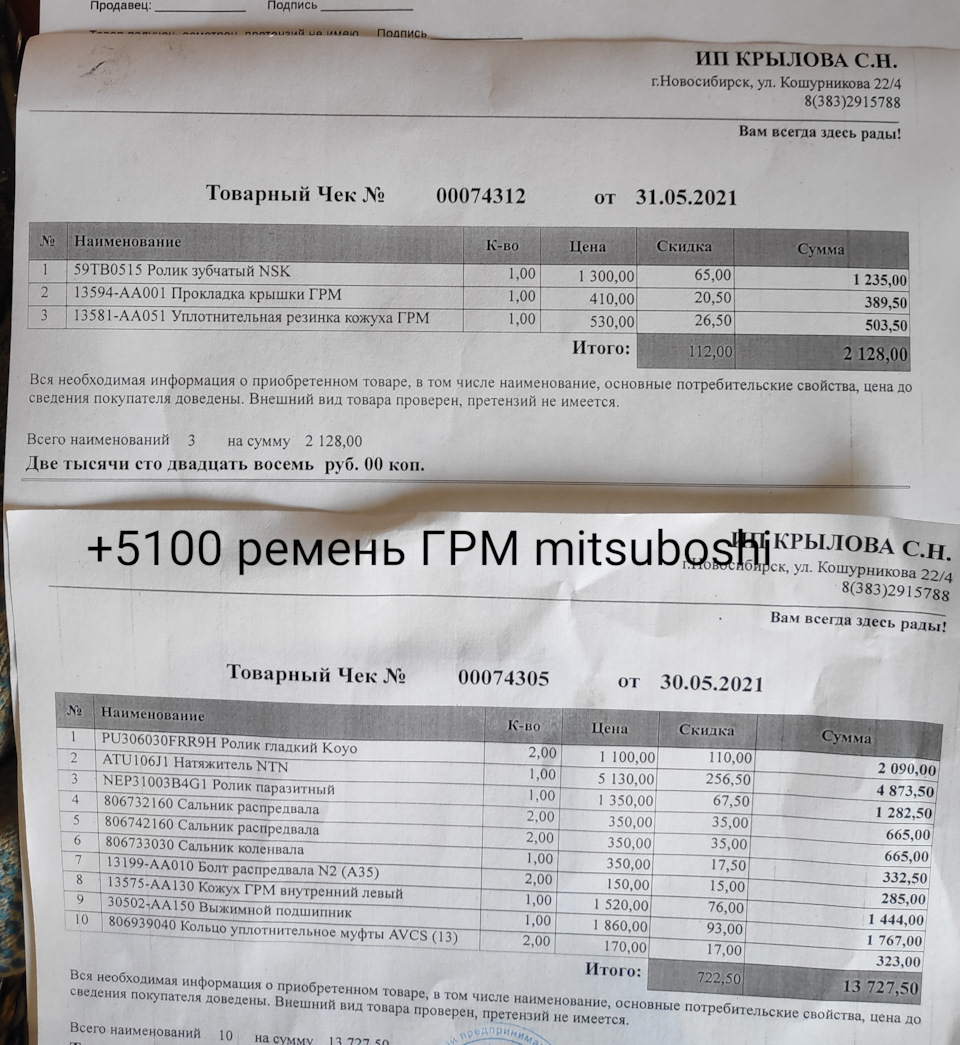 Продавец: ____________ Подпись ____________
Товар получен, осмотрен, претензий не имею Подпись ____________
ИП КРЫЛОВА С.Н.
г.Новосибирск, ул. Кошурникова 22/4
8(383)2915788
Вам всегда здесь рады!
Товарный Чек № 00074312 от 31.05.2021
№ Наименование К-во Цена Скидка Сумма
1 59TB0515 Ролик зубчатый NSK 1,00 1 300,00 65,00 1 235,00
2 13594-AA001 Прокладка крышки ГРМ 1,00 410,00 20,50 389,50
3 13581-AA051 Уплотнительная резинка кожуха ГРМ 1,00 530,00 26,50 503,50
Итого: 112,00 2 128,00
Вся необходимая информация о приобретенном товаре, в том числе наименование, основные потребительские свойства, цена до
сведения покупателя доведены. Внешний вид товара проверен, претензий не имеется.
Всего наименований 3 на сумму 2 128,00
Две тысячи сто двадцать восемь руб. 00 коп.
+5100 ремень ГРМ mitsuboshi
ИП КРЫЛОВА С.Н.
г.Новосибирск, ул. Кошурникова 22/4
8(383)2915788
Вам всегда здесь рады!
Товарный Чек № 00074305 от 30.05.2021
№ Наименование К-во Цена Скидка Сумма
1 PU306030FRR9H Ролик гладкий Koyo 2,00 1 100,00 110,00 2 090,00
2 ATU106J1 Натяжитель NTN 1,00 5 130,00 256,50 4 873,50
3 NEP31003B4G1 Ролик паразитный 1,00 1 350,00 67,50 1 282,50
4 806732160 Сальник распредвала 2,00 350,00 35,00 665,00
5 806742160 Сальник распредвала 2,00 350,00 35,00 665,00
6 806733030 Сальник коленвала 1,00 350,00 17,50 332,50
7 13199-AA010 Болт распредвала N2 (A35) 2,00 150,00 15,00 285,00
8 13575-AA130 Кожух ГРМ внутренний левый 1,00 1 520,00 76,00 1 444,00
9 30502-AA150 Выжимной подшипник 1,00 1 860,00 93,00 1 767,00
10 806939040 Кольцо уплотнительное муфты AVCS (13) 2,00 170,00 17,00 323,00
Итого: 722,50 13 727,50
Вся необходимая информация о приобретенном товаре, в том числе наименование, основные потребительские свойства, цена до
сведения покупателя доведены. Внешний вид товара проверен, претензий не имеется.
Всего наименований 10 на сумму 13 727,50